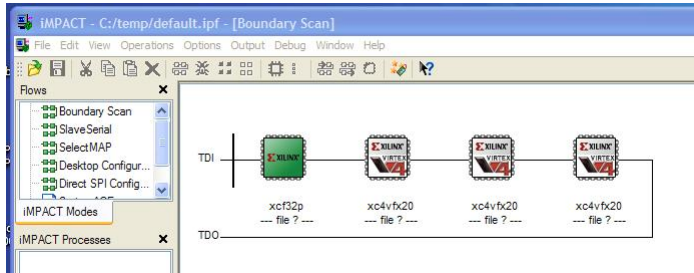 iMPACT - C:/temp/default.ipf - [Boundary Scan]
File Edit View Operations Options Output Debug Window Help
Flows
Boundary Scan
SlaveSerial
SelectMAP
Desktop Configur...
Direct SPI Config...
iMPACT Modes
iMPACT Processes
TDI
XILINX
XILINX VIRTEX 4
XILINX VIRTEX 4
XILINX VIRTEX 4
xcf32p xc4vfx20 xc4vfx20 xc4vfx20
--- file ? --- --- file ? --- --- file ? --- --- file ? ---
TDO